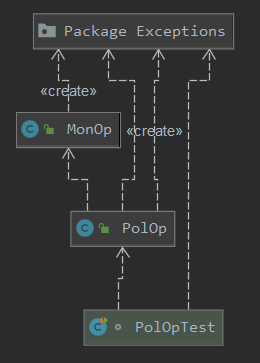 Package Exceptions
«create»
MonOp
«create»
PolOp
PolOpTest